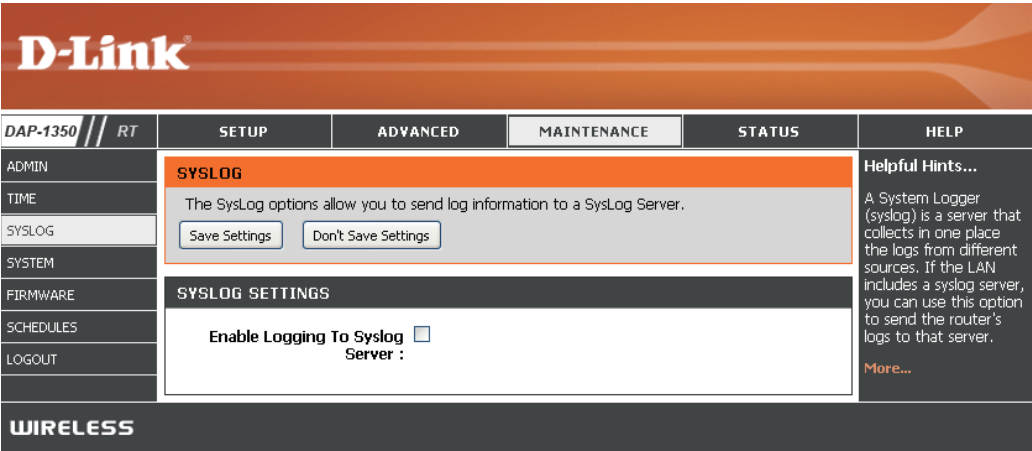 D-Link®
DAP-1350 // RT
SETUP
ADVANCED
MAINTENANCE
STATUS
HELP
ADMIN
TIME
SYSLOG
SYSTEM
FIRMWARE
SCHEDULES
LOGOUT
SYSLOG
The SysLog options allow you to send log information to a SysLog Server.
Save Settings
Don't Save Settings
SYSLOG SETTINGS
Enable Logging To Syslog
Server :
Helpful Hints...
A System Logger
(syslog) is a server that
collects in one place
the logs from different
sources. If the LAN
includes a syslog server,
you can use this option
to send the router's
logs to that server.
More...
WIRELESS